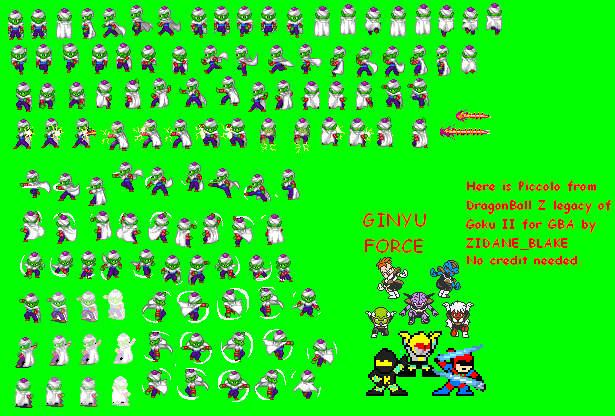 Here is Piccolo from
DragonBall Z legacy of
Goku II for GBA by
ZIDANE_BLAKE
No credit needed
GINYU
FORCE